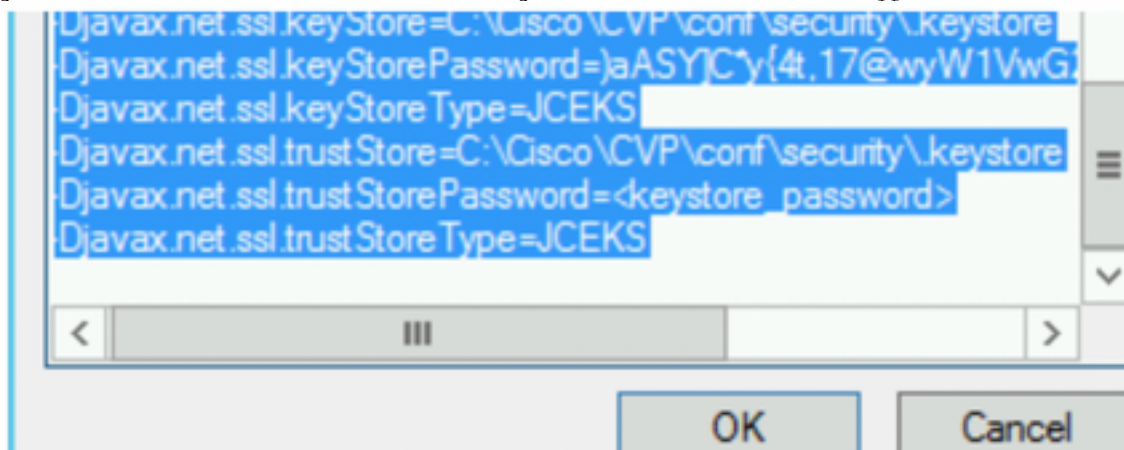 -Djavax.net.ssl.keyStore=C:\Cisco\CVP\conf\security\.keystore
-Djavax.net.ssl.keyStorePassword=)aASY]C*y{4t,17@wyW1VwG
-Djavax.net.ssl.keyStoreType=JCEKS
-Djavax.net.ssl.trustStore=C:\Cisco\CVP\conf\security\.keystore
-Djavax.net.ssl.trustStorePassword=<keystore_password>
-Djavax.net.ssl.trustStoreType=JCEKS
OK
Cancel